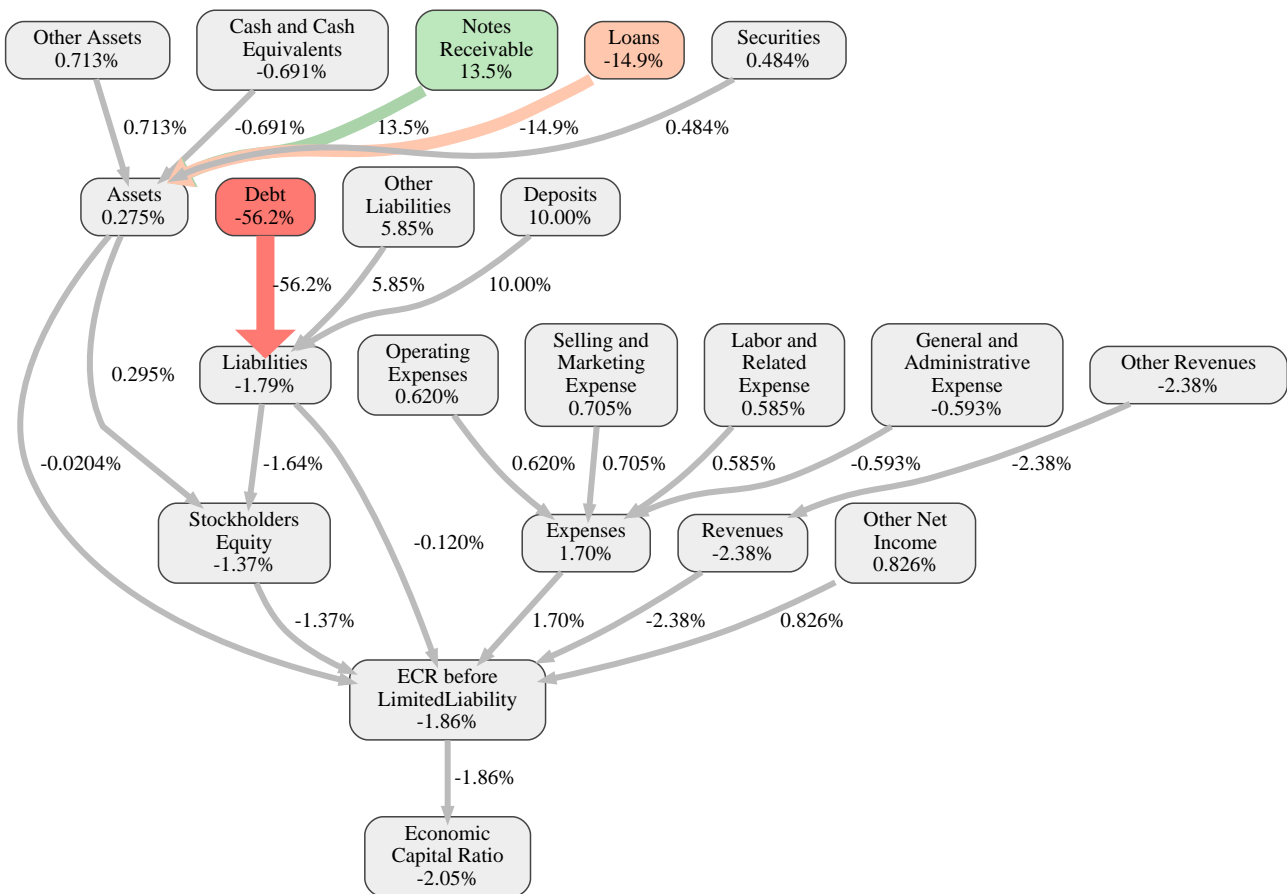 Other Assets
0.713%
Cash and Cash
Equivalents
-0.691%
Notes
Receivable
13.5%
Loans
-14.9%
Securities
0.484%
0.713%
-0.691%
13.5%
-14.9%
0.484%
Assets
0.275%
Debt
-56.2%
Other
Liabilities
5.85%
Deposits
10.00%
-56.2%
5.85%
10.00%
0.295%
Liabilities
-1.79%
Operating
Expenses
0.620%
Selling and
Marketing
Expense
0.705%
Labor and
Related
Expense
0.585%
General and
Administrative
Expense
-0.593%
Other Revenues
-2.38%
-0.0204%
-1.64%
0.620%
0.705%
0.585%
-0.593%
-2.38%
Stockholders
Equity
-1.37%
-0.120%
Expenses
1.70%
Revenues
-2.38%
Other Net
Income
0.826%
-1.37%
1.70%
-2.38%
0.826%
ECR before
LimitedLiability
-1.86%
-1.86%
Economic
Capital Ratio
-2.05%